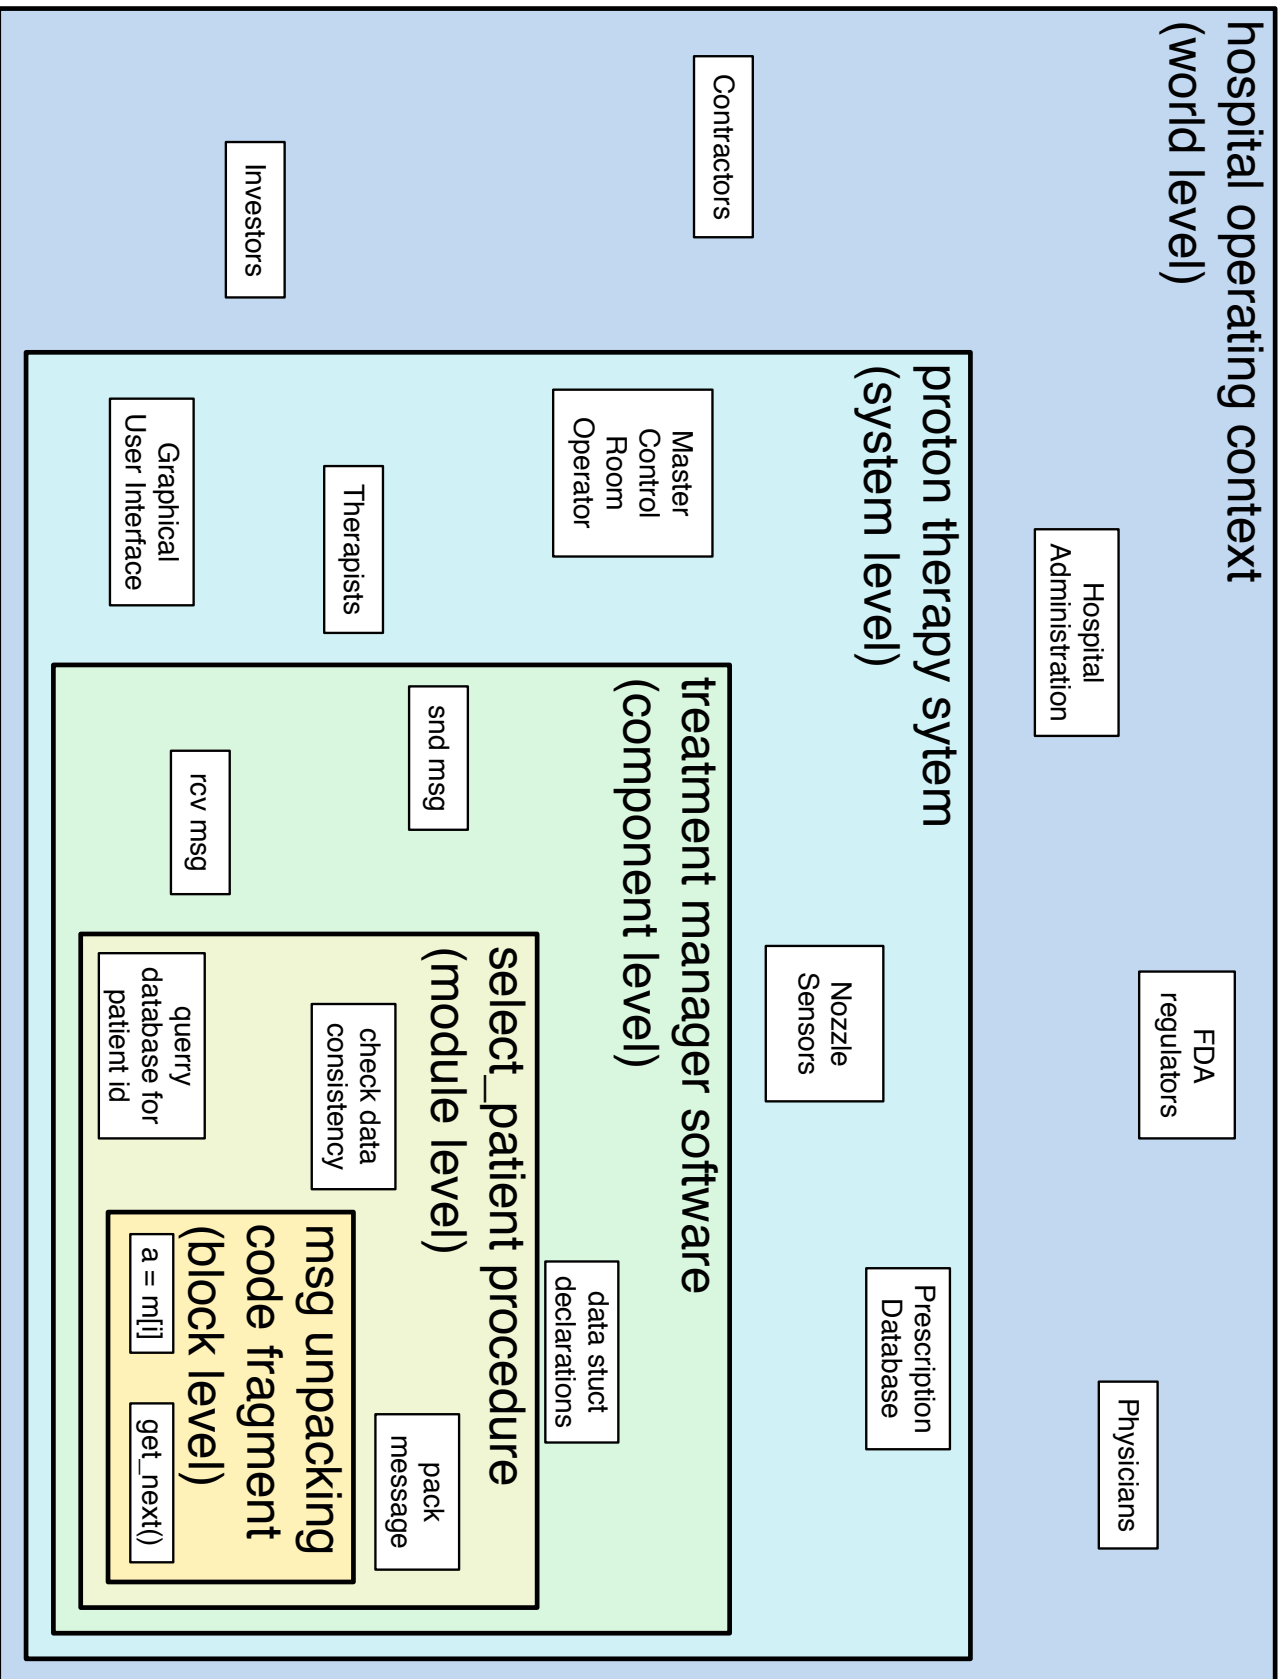 hospital operating context
(world level)
FDA
regulators
Physicians
Hospital
Administration
Contractors
Investors
proton therapy sytem
(system level)
Prescription
Database
Nozzle
Sensors
Master
Control
Room
Operator
Therapists
Graphical
User Interface
treatment manager software
(component level)
data stuct
declarations
snd msg
rcv msg
select_patient procedure
(module level)
pack
message
check data
consistency
querry
database for
patient id
msg unpacking
code fragment
(block level)
a = m[i]
get_next()